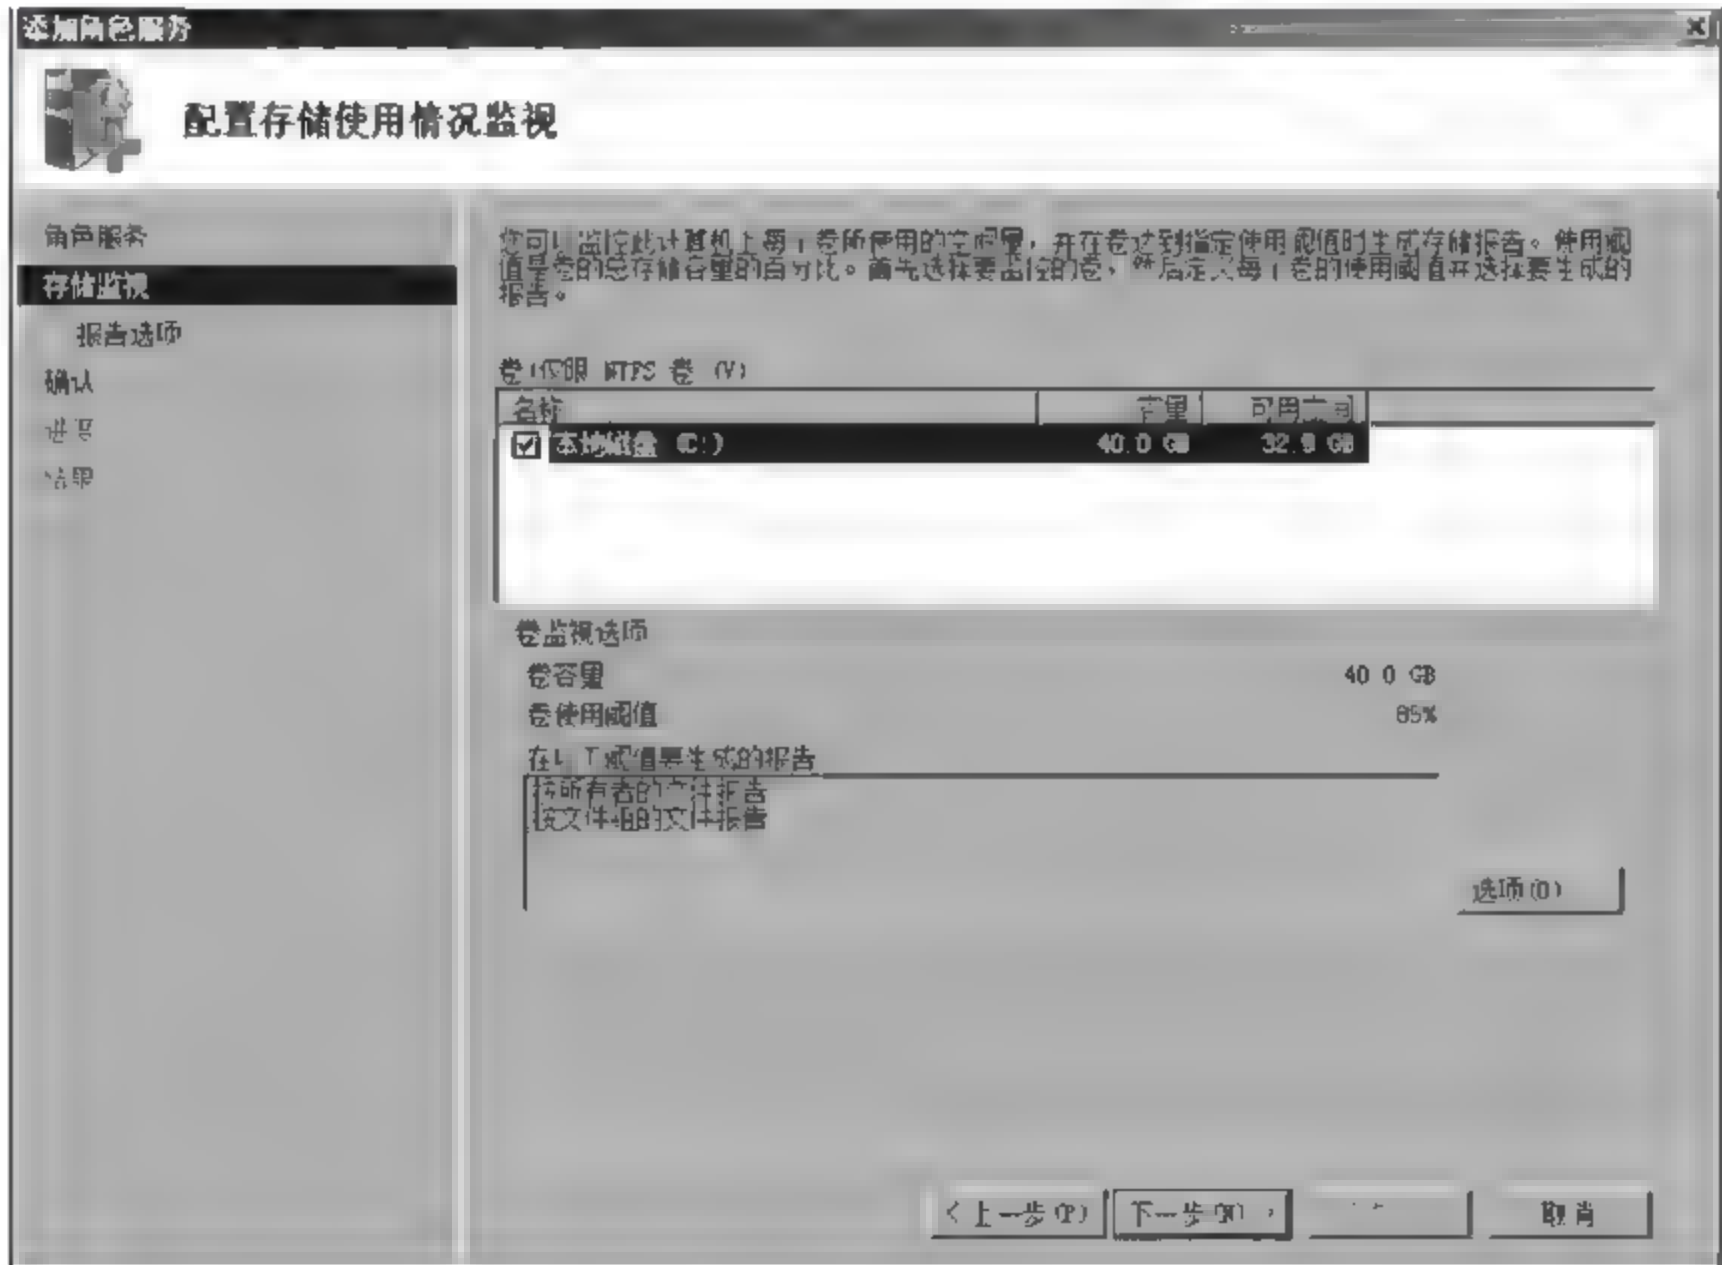 添加角色服务
配置存储使用情况监视
角色服务
存储监视
报告选项
确认
进度
结果
您可以监控此计算机上每个卷所使用的空间量，并在卷达到指定使用阈值时生成存储报告。使用阈
值是卷的总存储容量的百分比。首先选择要监控的卷，然后定义每个卷的使用阈值并选择要生成的
报告。
卷(仅限 NTFS 卷)(V)
名称 容量 可用空间
本地磁盘 (C:) 40.0 GB GB
卷监视选项
卷容量 40.0 GB
卷使用阈值 85%
在以下阈值要生成的报告
按所有者的文件报告
按文件组的文件报告
选项(O)
< 上一步(P) 下一步(N) > 取消